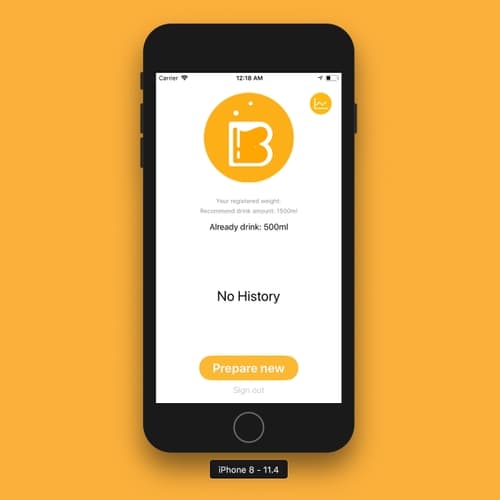 Carrier 12:18 AM
B
Your registered weight:
Recommend drink amount: 1500ml
Already drink: 500ml
No History
Prepare new
Sign out
iPhone 8 - 11.4